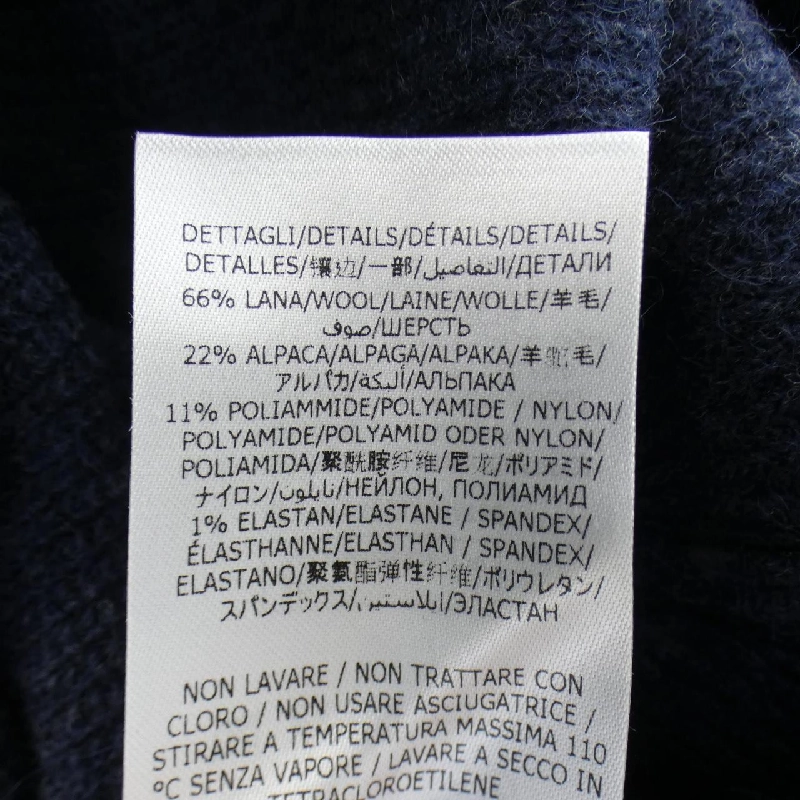 DETTAGLI/DETAILS/DÉTAILS/DETAILS/
DETALLES/镶边/一部/التفاصيل/ДЕТАЛИ
66% LANA/WOOL/LAINE/WOLLE/羊毛/
صوف/ШЕРСТЬ
22% ALPACA/ALPAGA/ALPAKA/羊驼毛/
アルパカ/ألبكة/АЛЬПАКА
11% POLIAMMIDE/POLYAMIDE / NYLON/
POLYAMIDE/POLYAMID ODER NYLON/
POLIAMIDA/聚酰胺纤维/尼龙/ポリアミド/
ナイロン/نايلون/НЕЙЛОН, ПОЛИАМИД
1% ELASTAN/ELASTANE / SPANDEX/
ÉLASTHANNE/ELASTHAN / SPANDEX/
ELASTANO/聚氨酯弹性纤维/ポリウレタン/
スパンデックス/إيلاستين/ЭЛАСТАН
NON LAVARE / NON TRATTARE CON
CLORO / NON USARE ASCIUGATRICE /
STIRARE A TEMPERATURA MASSIMA 110
°C SENZA VAPORE / LAVARE A SECCO IN
TETRACLOROETILENE